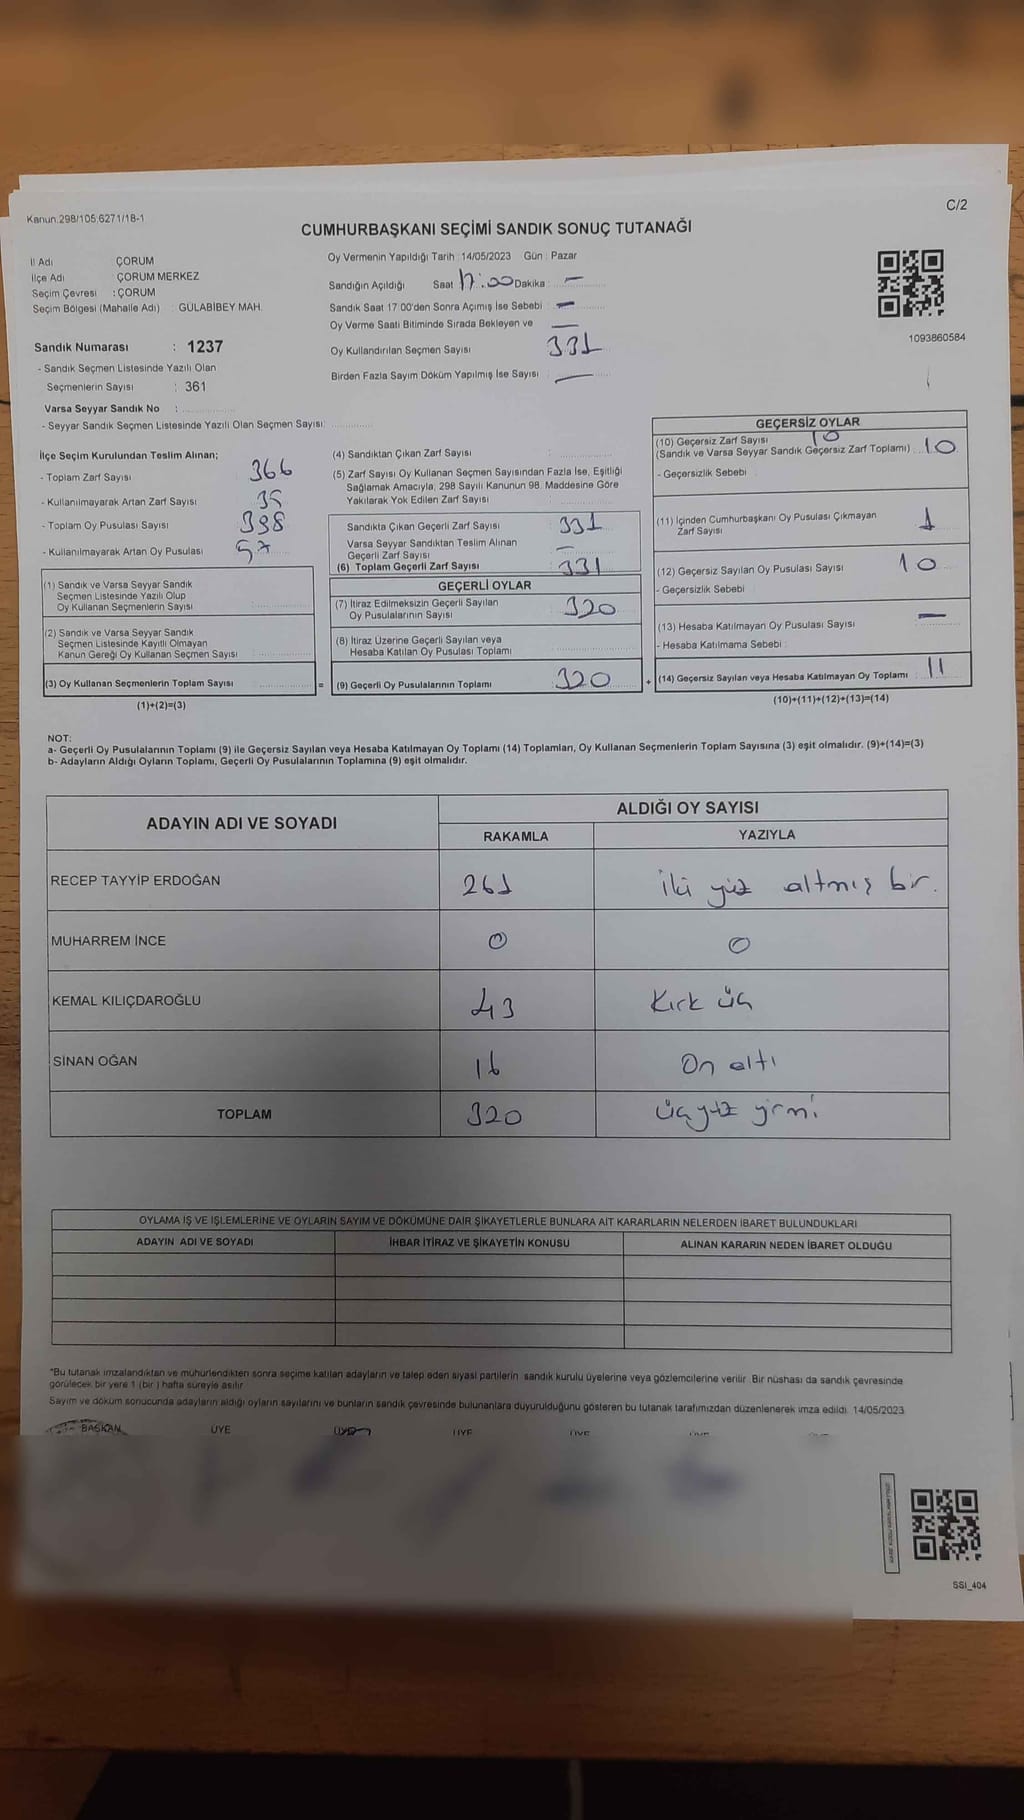 Kanun.298/105,6271/18-1
C/2
CUMHURBAŞKANI SEÇİMİ SANDIK SONUÇ TUTANAĞI
İl Adı ÇORUM
İlçe Adı : ÇORUM MERKEZ
Seçim Çevresi : ÇORUM
Seçim Bölgesi (Mahalle Adı) : GÜLABİBEY MAH.
Oy Vermenin Yapıldığı Tarih : 14/05/2023 Gün : Pazar
Sandığın Açıldığı Saat 17:00 Dakika : —
Sandık Saat 17:00'den Sonra Açımış İse Sebebi : —
Oy Verme Saati Bitiminde Sırada Bekleyen ve —
Oy Kullandırılan Seçmen Sayısı 331
Birden Fazla Sayım Döküm Yapılmış İse Sayısı : —
1093860584
Sandık Numarası : 1237
- Sandık Seçmen Listesinde Yazılı Olan
Seçmenlerin Sayısı : 361
Varsa Seyyar Sandık No :
- Seyyar Sandık Seçmen Listesinde Yazılı Olan Seçmen Sayısı:
İlçe Seçim Kurulundan Teslim Alınan;
- Toplam Zarf Sayısı 366
- Kullanılmayarak Artan Zarf Sayısı 35
- Toplam Oy Pusulası Sayısı 398
- Kullanılmayarak Artan Oy Pusulası
(1) Sandık ve Varsa Seyyar Sandık
Seçmen Listesinde Yazılı Olup
Oy Kullanan Seçmenlerin Sayısı :
(2) Sandık ve Varsa Seyyar Sandık
Seçmen Listesinde Kayıtlı Olmayan
Kanun Gereği Oy Kullanan Seçmen Sayısı :
(3) Oy Kullanan Seçmenlerin Toplam Sayısı :
(1)+(2)=(3)
=
(4) Sandıktan Çıkan Zarf Sayısı :
(5) Zarf Sayısı Oy Kullanan Seçmen Sayısından Fazla İse, Eşitliği
Sağlamak Amacıyla, 298 Sayılı Kanunun 98. Maddesine Göre
Yakılarak Yok Edilen Zarf Sayısı :
Sandıkta Çıkan Geçerli Zarf Sayısı : 331
Varsa Seyyar Sandıktan Teslim Alınan
Geçerli Zarf Sayısı : —
(6) Toplam Geçerli Zarf Sayısı : 331
GEÇERLİ OYLAR
(7) İtiraz Edilmeksizin Geçerli Sayılan
Oy Pusulalarının Sayısı : 320
(8) İtiraz Üzerine Geçerli Sayılan veya
Hesaba Katılan Oy Pusulası Toplamı :
(9) Geçerli Oy Pusulalarının Toplamı : 320
+
GEÇERSİZ OYLAR
(10) Geçersiz Zarf Sayısı 10
(Sandık ve Varsa Seyyar Sandık Geçersiz Zarf Toplamı) 10
- Geçersizlik Sebebi :
(11) İçinden Cumhurbaşkanı Oy Pusulası Çıkmayan
Zarf Sayısı : 1
(12) Geçersiz Sayılan Oy Pusulası Sayısı : 10
- Geçersizlik Sebebi
(13) Hesaba Katılmayan Oy Pusulası Sayısı : —
- Hesaba Katılmama Sebebi :
(14) Geçersiz Sayılan veya Hesaba Katılmayan Oy Toplamı : 11
(10)+(11)+(12)+(13)=(14)
NOT:
a- Geçerli Oy Pusulalarının Toplamı (9) ile Geçersiz Sayılan veya Hesaba Katılmayan Oy Toplamı (14) Toplamları, Oy Kullanan Seçmenlerin Toplam Sayısına (3) eşit olmalıdır. (9)+(14)=(3)
b- Adayların Aldığı Oyların Toplamı, Geçerli Oy Pusulalarının Toplamına (9) eşit olmalıdır.
ADAYIN ADI VE SOYADI
ALDIĞI OY SAYISI
RAKAMLA YAZIYLA
RECEP TAYYİP ERDOĞAN 261 iki yüz altmış bir.
MUHARREM İNCE 0 0
KEMAL KILIÇDAROĞLU 43 Kırk üç
SİNAN OĞAN 16 On altı
TOPLAM 320 üçyüz yirmi
OYLAMA İŞ VE İŞLEMLERİNE VE OYLARIN SAYIM VE DÖKÜMÜNE DAİR ŞİKAYETLERLE BUNLARA AİT KARARLARIN NELERDEN İBARET BULUNDUKLARI
ADAYIN ADI VE SOYADI İHBAR İTİRAZ VE ŞİKAYETİN KONUSU ALINAN KARARIN NEDEN İBARET OLDUĞU
*Bu tutanak imzalandıktan ve mühürlendikten sonra seçime katılan adayların ve talep eden siyasi partilerin sandık kurulu üyelerine veya gözlemcilerine verilir. Bir nüshası da sandık çevresinde
görülecek bir yere 1 (bir) hafta süreyle asılır.
Sayım ve döküm sonucunda adayların aldığı oyların sayılarını ve bunların sandık çevresinde bulunanlara duyurulduğunu gösteren bu tutanak tarafımızdan düzenlenerek imza edildi. 14/05/2023
BAŞKAN ÜYE ÜYE ÜYE ÜYE
SSI_404